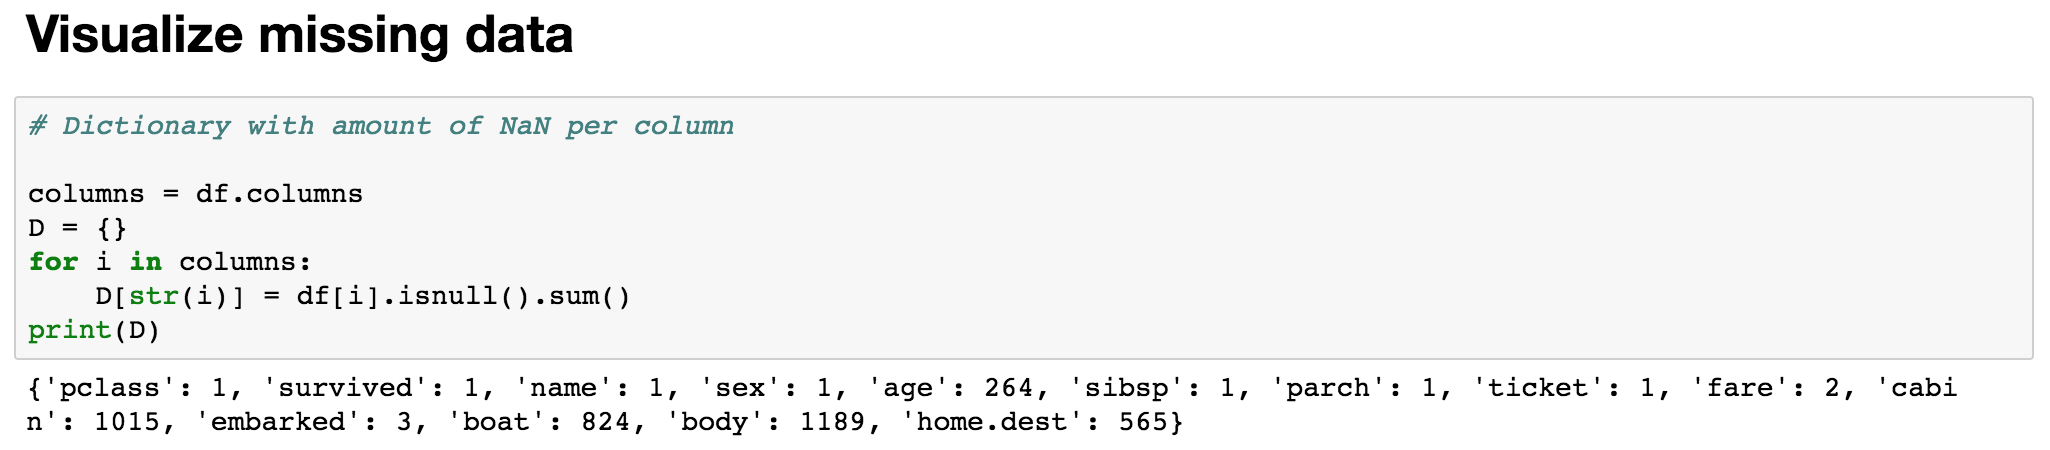 Visualize missing data
# Dictionary with amount of NaN per column
columns = df.columns
D = {}
for i in columns:
    D[str(i)] = df[i].isnull().sum()
print(D)
{'pclass': 1, 'survived': 1, 'name': 1, 'sex': 1, 'age': 264, 'sibsp': 1, 'parch': 1, 'ticket': 1, 'fare': 2, 'cabi
n': 1015, 'embarked': 3, 'boat': 824, 'body': 1189, 'home.dest': 565}